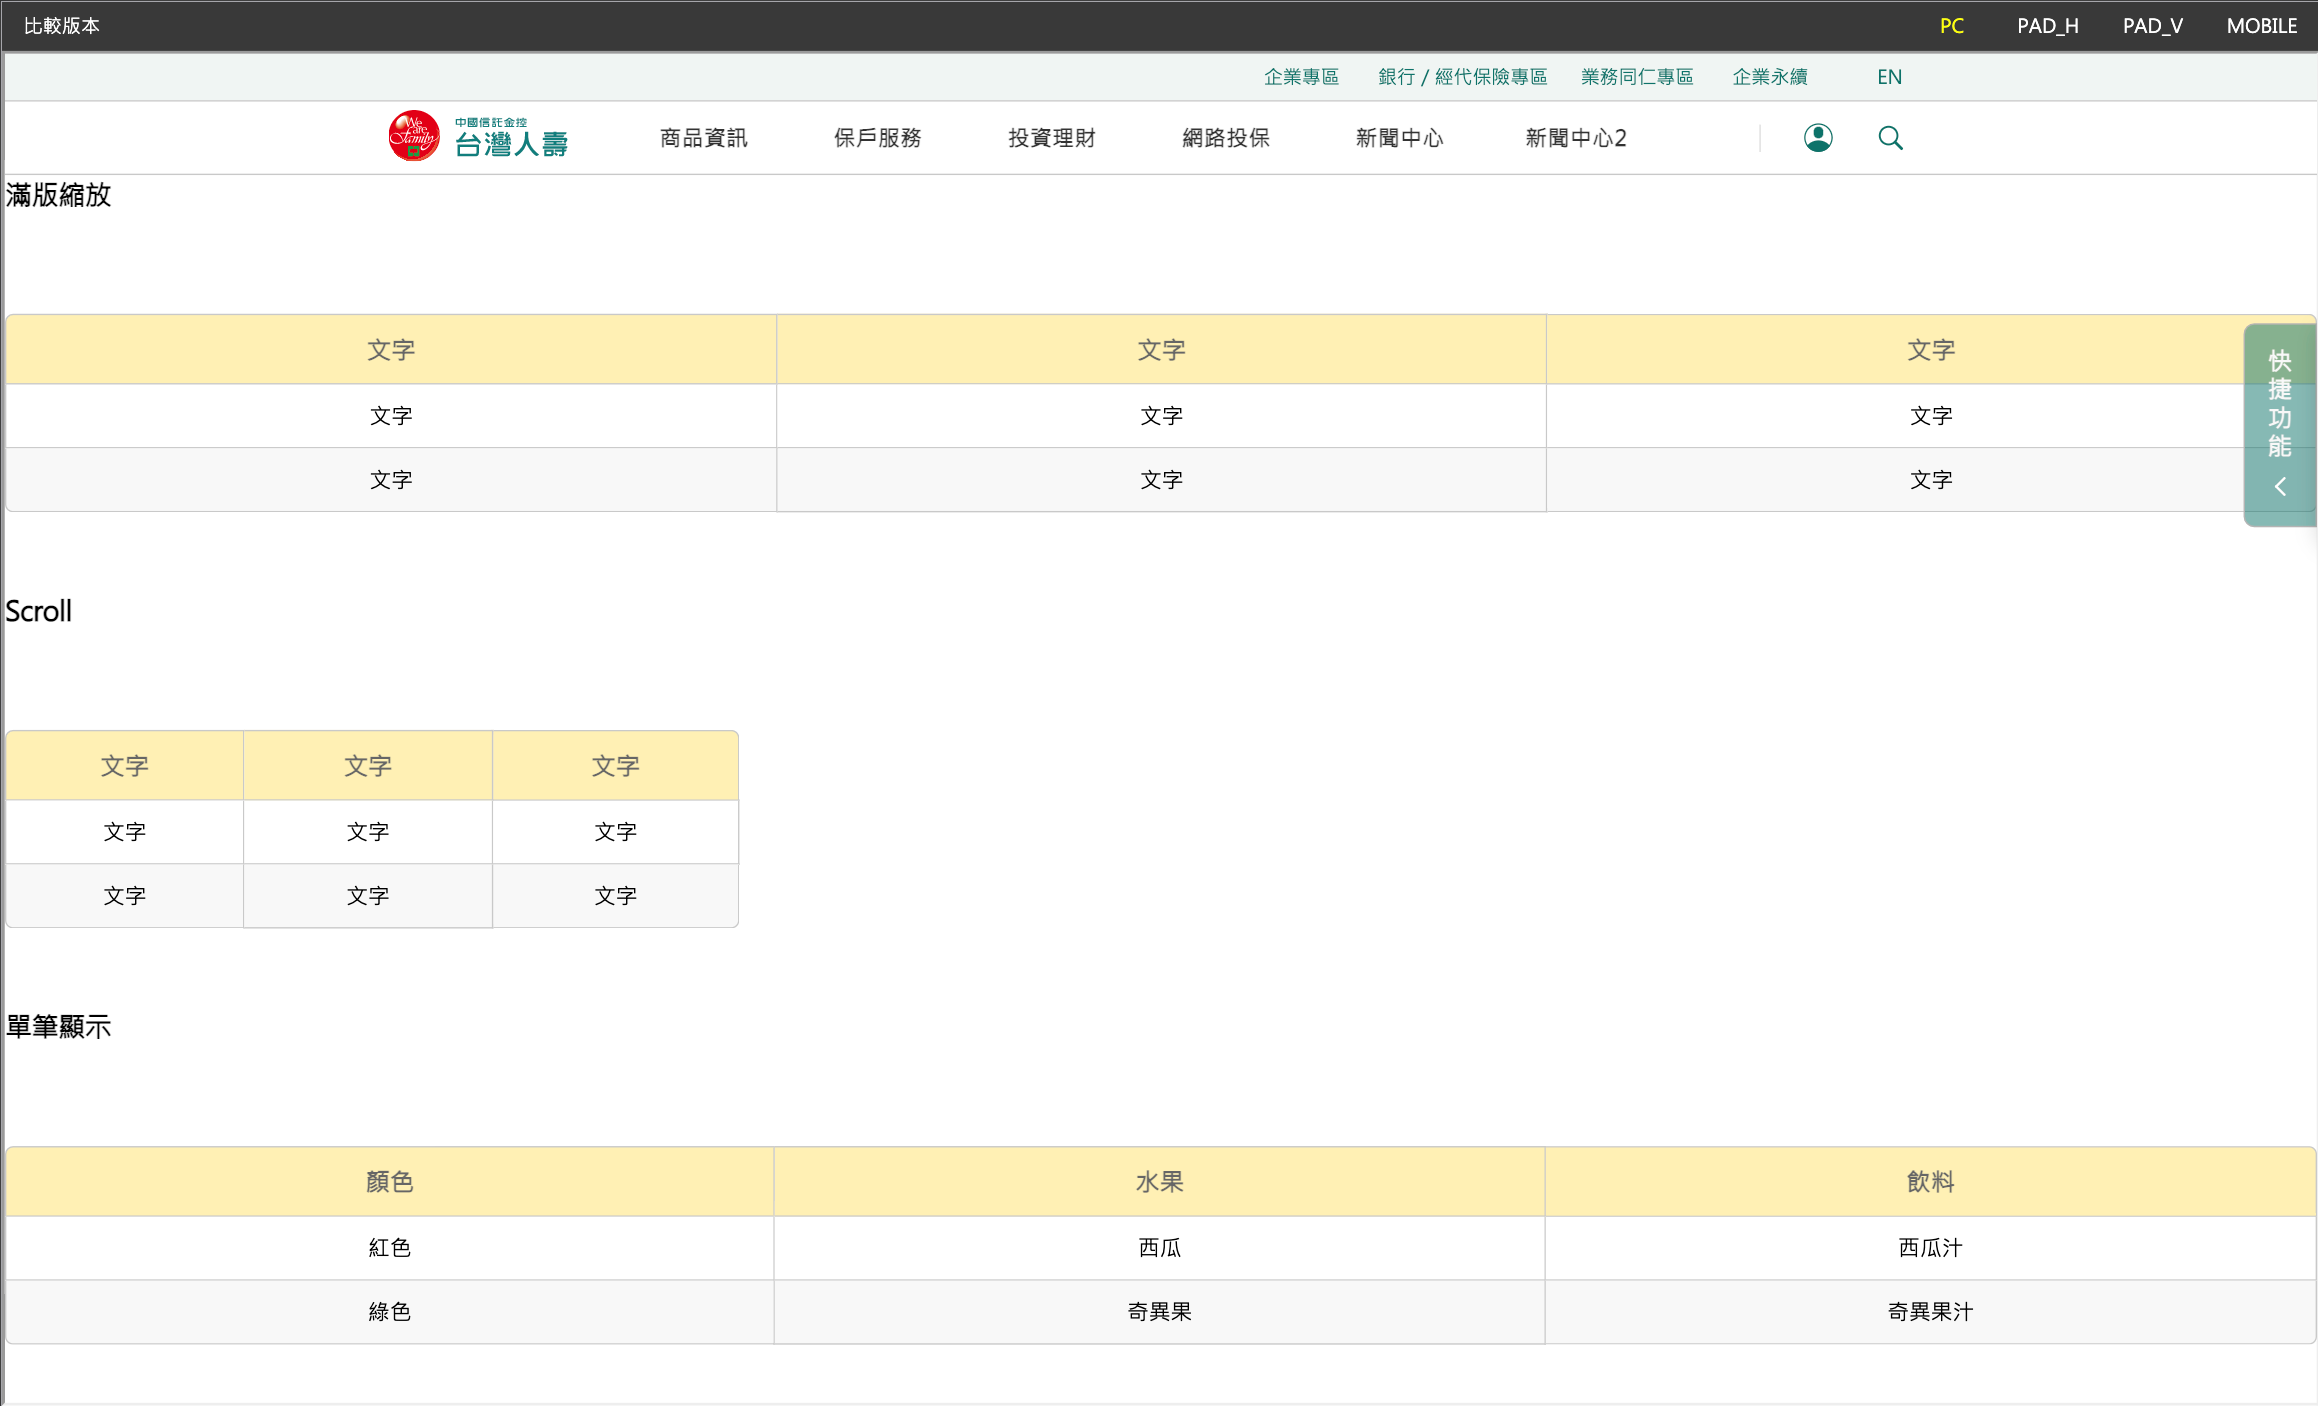 比較版本 PC PAD_H PAD_V MOBILE
企業專區 銀行 / 經代保險專區 業務同仁專區 企業永續 EN
We are Family 中國信託金控 台灣人壽 商品資訊 保戶服務 投資理財 網路投保 新聞中心 新聞中心2
滿版縮放
文字 文字 文字
文字 文字 文字
文字 文字 文字
快捷功能
Scroll
文字 文字 文字
文字 文字 文字
文字 文字 文字
單筆顯示
顏色 水果 飲料
紅色 西瓜 西瓜汁
綠色 奇異果 奇異果汁